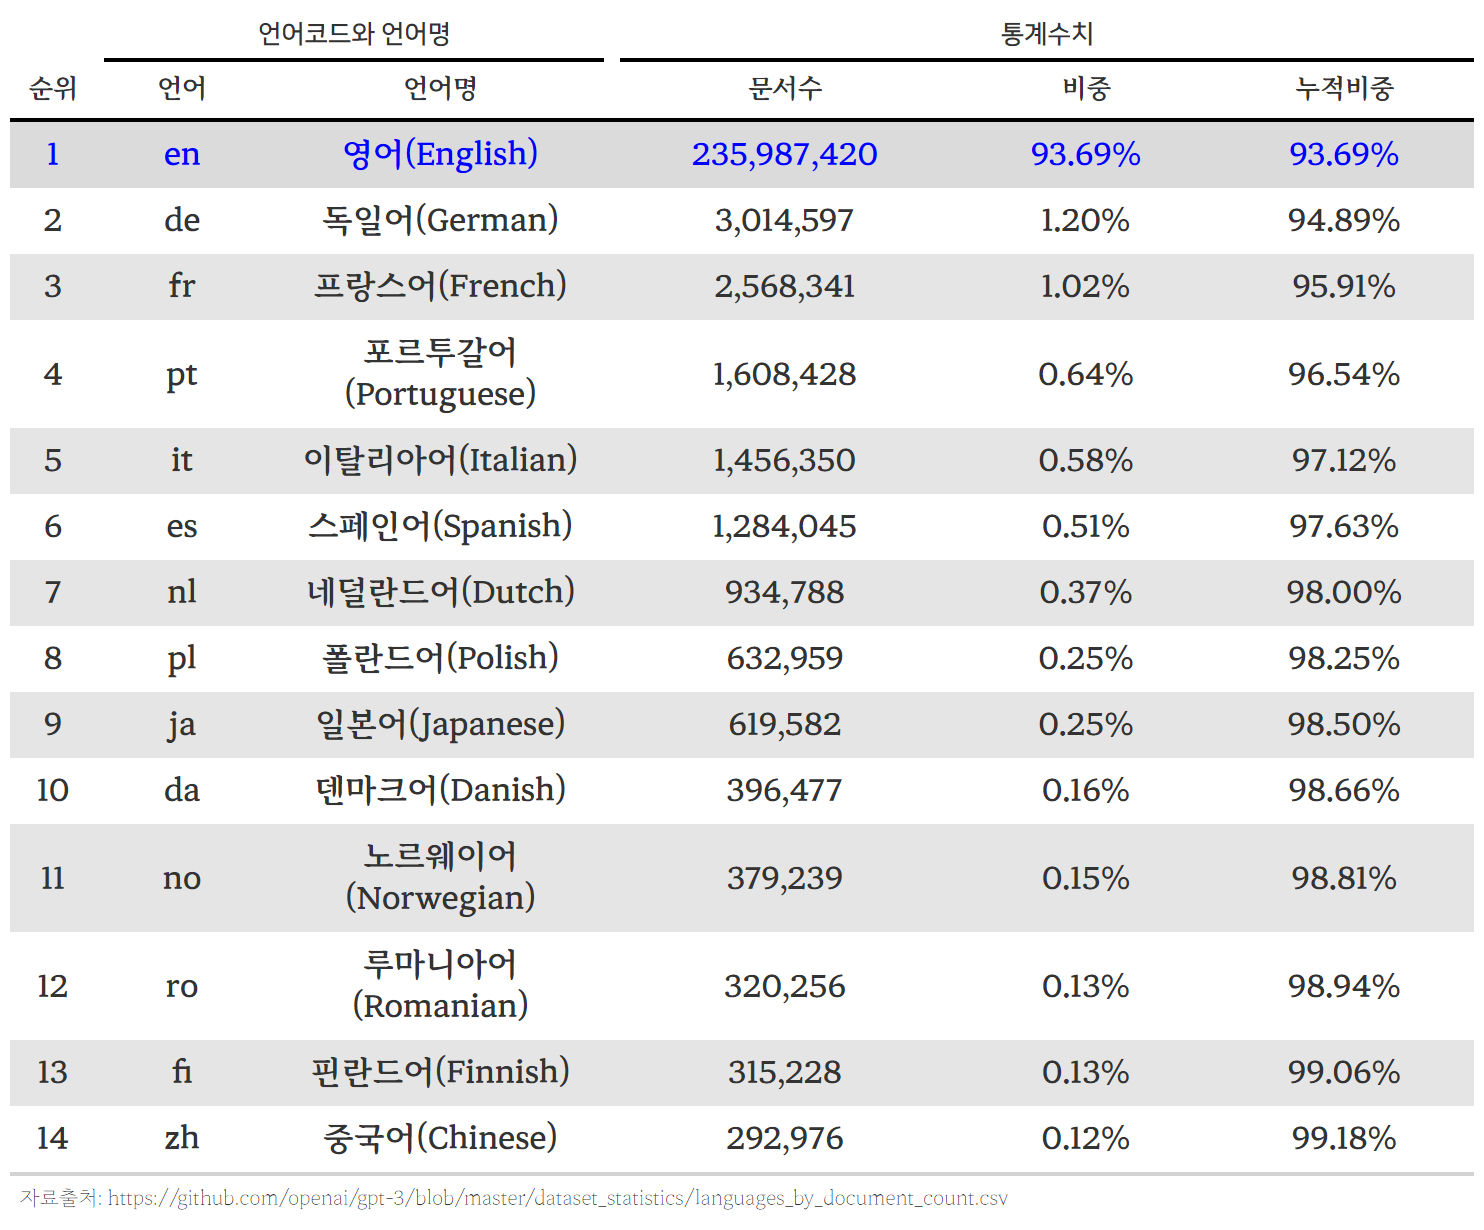 언어코드와 언어명 통계수치
순위 언어 언어명 문서수 비중 누적비중
1 en 영어(English) 235,987,420 93.69% 93.69%
2 de 독일어(German) 3,014,597 1.20% 94.89%
3 fr 프랑스어(French) 2,568,341 1.02% 95.91%
4 pt 포르투갈어 (Portuguese) 1,608,428 0.64% 96.54%
5 it 이탈리아어(Italian) 1,456,350 0.58% 97.12%
6 es 스페인어(Spanish) 1,284,045 0.51% 97.63%
7 nl 네덜란드어(Dutch) 934,788 0.37% 98.00%
8 pl 폴란드어(Polish) 632,959 0.25% 98.25%
9 ja 일본어(Japanese) 619,582 0.25% 98.50%
10 da 덴마크어(Danish) 396,477 0.16% 98.66%
11 no 노르웨이어 (Norwegian) 379,239 0.15% 98.81%
12 ro 루마니아어 (Romanian) 320,256 0.13% 98.94%
13 fi 핀란드어(Finnish) 315,228 0.13% 99.06%
14 zh 중국어(Chinese) 292,976 0.12% 99.18%
자료출처: https://github.com/openai/gpt-3/blob/master/dataset_statistics/languages_by_document_count.csv